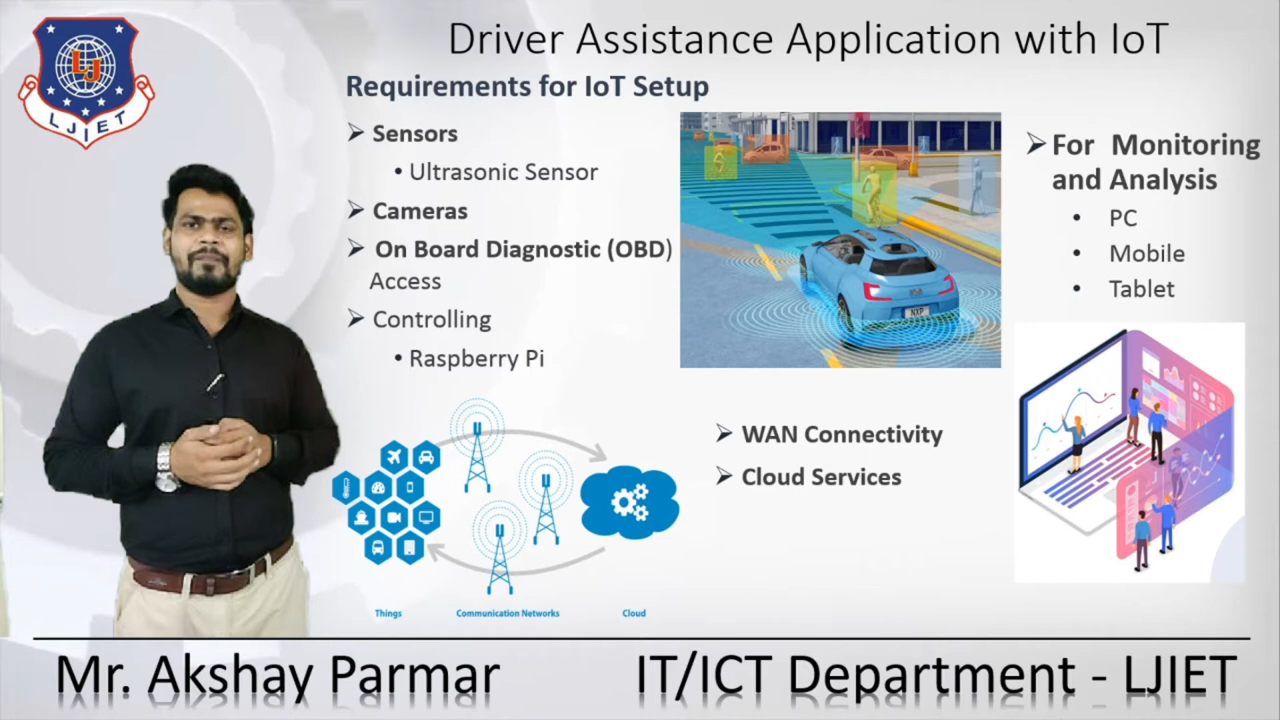 LJ
LJIET
Driver Assistance Application with IoT
Requirements for IoT Setup
➢ Sensors
• Ultrasonic Sensor
➢ Cameras
➢ On Board Diagnostic (OBD)
Access
➢ Controlling
• Raspberry Pi
NXP
➢ For Monitoring
and Analysis
• PC
• Mobile
• Tablet
➢ WAN Connectivity
➢ Cloud Services
Things
Communication Networks
Cloud
Mr. Akshay Parmar
IT/ICT Department - LJIET